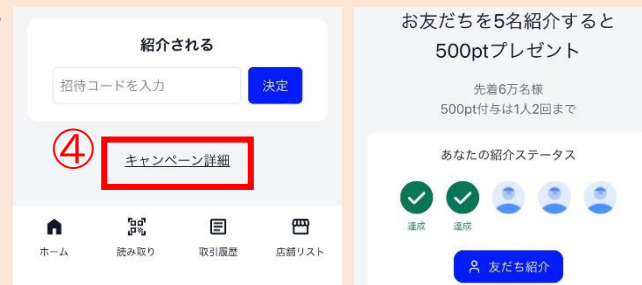 紹介される
招待コードを入力
決定
④
キャンペーン詳細
ホーム
読み取り
取引履歴
店舗リスト
お友だちを5名紹介すると
500ptプレゼント
先着6万名様
500pt付与は1人2回まで
あなたの紹介ステータス
達成
達成
友だち紹介